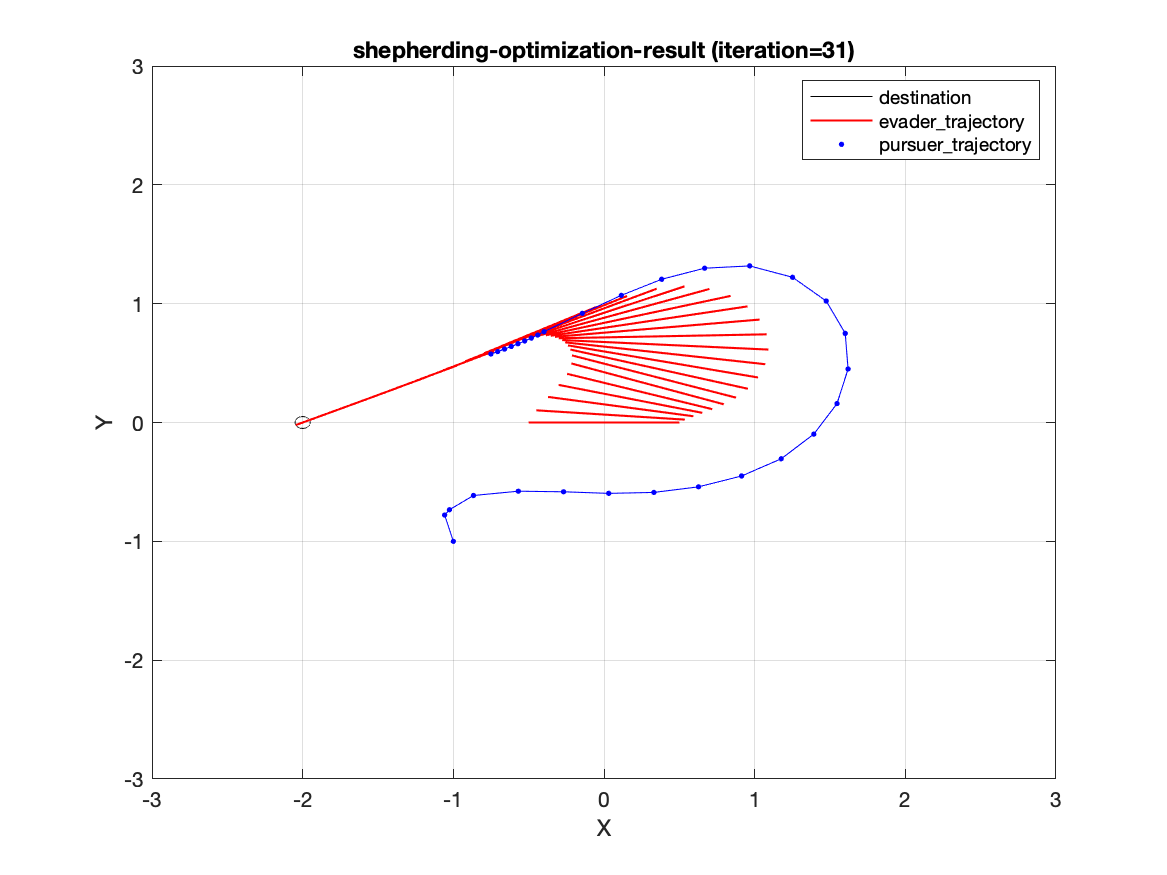 shepherding-optimization-result (iteration=31)
destination
evader_trajectory
pursuer_trajectory
3
2
1
0
-1
-2
-3
Y
-3 -2 -1 0 1 2 3
X